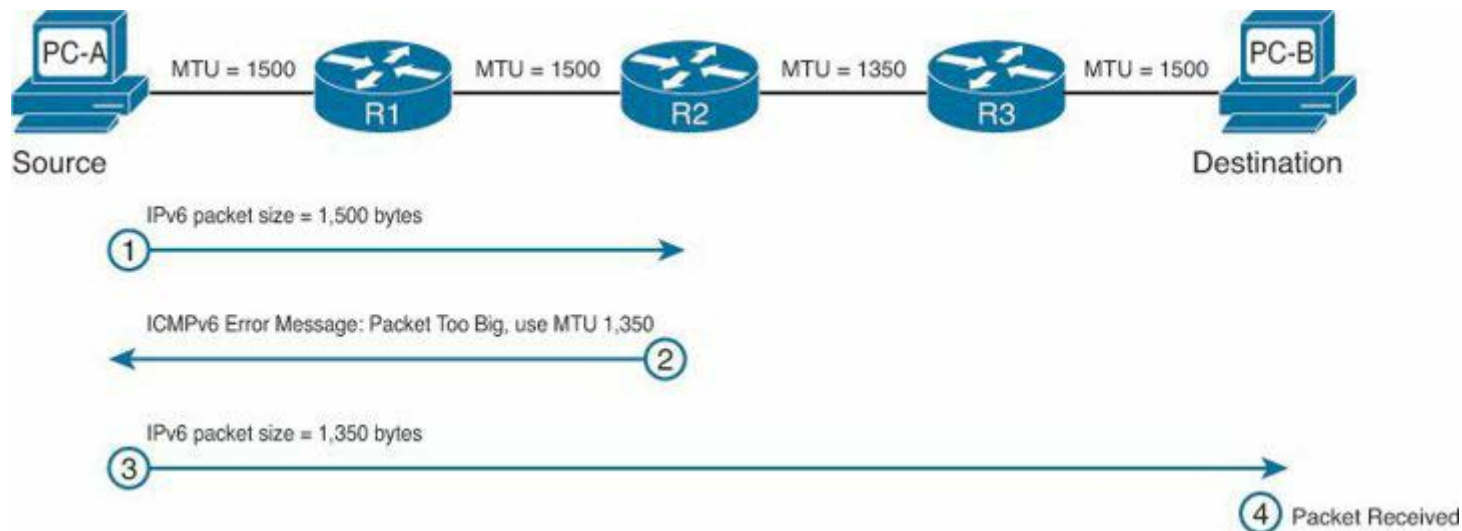 PC-A
MTU = 1500
R1
MTU = 1500
R2
MTU = 1350
R3
MTU = 1500
PC-B
Source
Destination
IPv6 packet size = 1,500 bytes
1
ICMPv6 Error Message: Packet Too Big, use MTU 1,350
2
IPv6 packet size = 1,350 bytes
3
4 Packet Received